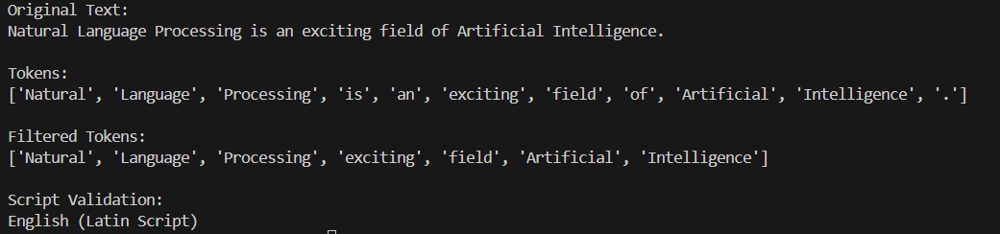 Original Text:
Natural Language Processing is an exciting field of Artificial Intelligence.
Tokens:
['Natural', 'Language', 'Processing', 'is', 'an', 'exciting', 'field', 'of', 'Artificial', 'Intelligence', '.']
Filtered Tokens:
['Natural', 'Language', 'Processing', 'exciting', 'field', 'Artificial', 'Intelligence']
Script Validation:
English (Latin Script)